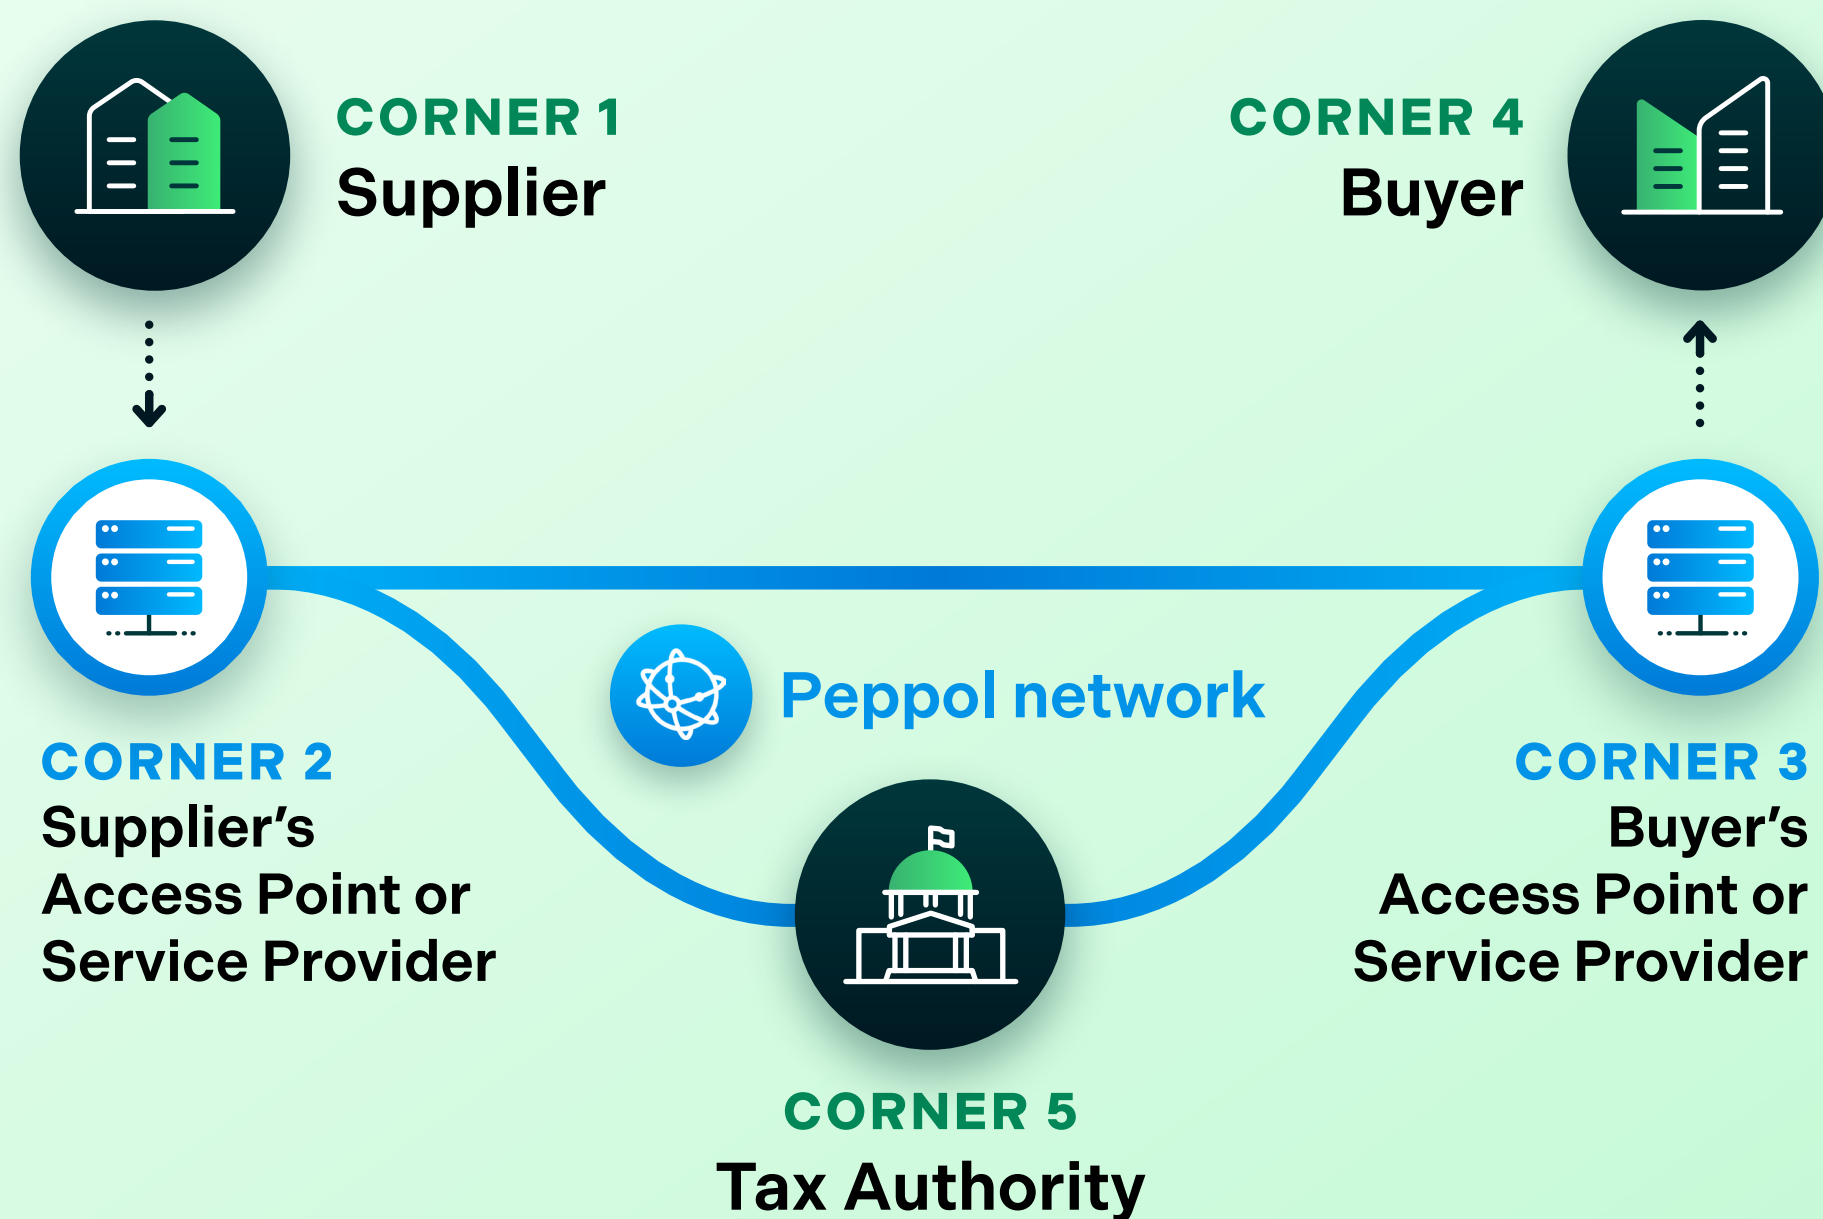 CORNER 1
Supplier
CORNER 4
Buyer
Peppol network
CORNER 2
Supplier’s
Access Point or
Service Provider
CORNER 3
Buyer’s
Access Point or
Service Provider
CORNER 5
Tax Authority